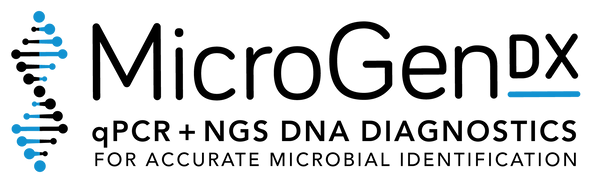 MicroGenDX
qPCR + NGS DNA DIAGNOSTICS
FOR ACCURATE MICROBIAL IDENTIFICATION